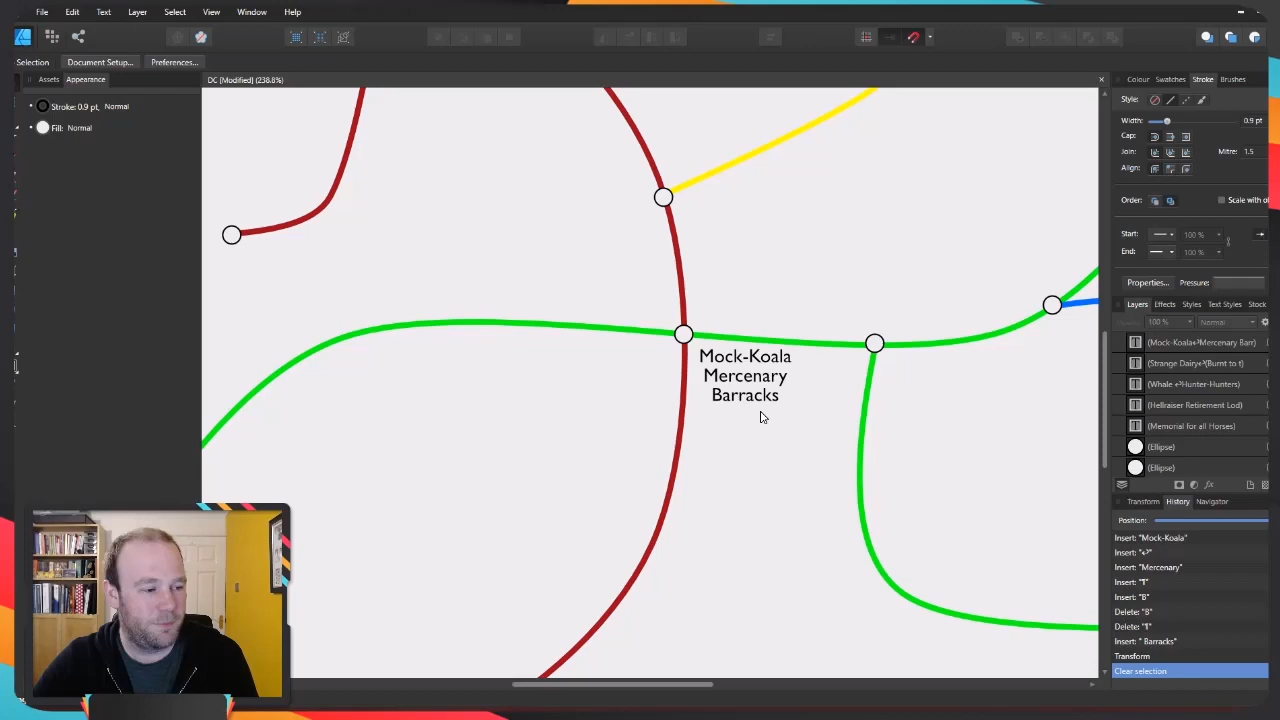 File Edit Text Layer Select View Window Help
Selection Document Setup... Preferences...
Assets Appearance
DC [Modified] (238.8%)
Stroke: 0.9 pt, Normal
Fill: Normal
Mock-Koala
Mercenary
Barracks
Colour Swatches Stroke Brushes
Style:
Width: 0.9 pt
Cap:
Join: Mitre: 1.5
Align:
Order: Scale with ob
Start: 100 %
End: 100 %
Properties... Pressure:
Layers Effects Styles Text Styles Stock
100 % Normal
(Mock-Koala↵Mercenary Barr)
(Strange Dairy↵(Burnt to t)
(Whale ↵Hunter-Hunters)
(Hellraiser Retirement Lod)
(Memorial for all Horses)
(Ellipse)
(Ellipse)
fx
Transform History Navigator
Position:
Insert: "Mock-Koala"
Insert: "↵"
Insert: "Mercenary"
Insert: "¶"
Insert: "B"
Delete: "B"
Delete: "¶"
Insert: " Barracks"
Transform
Clear selection